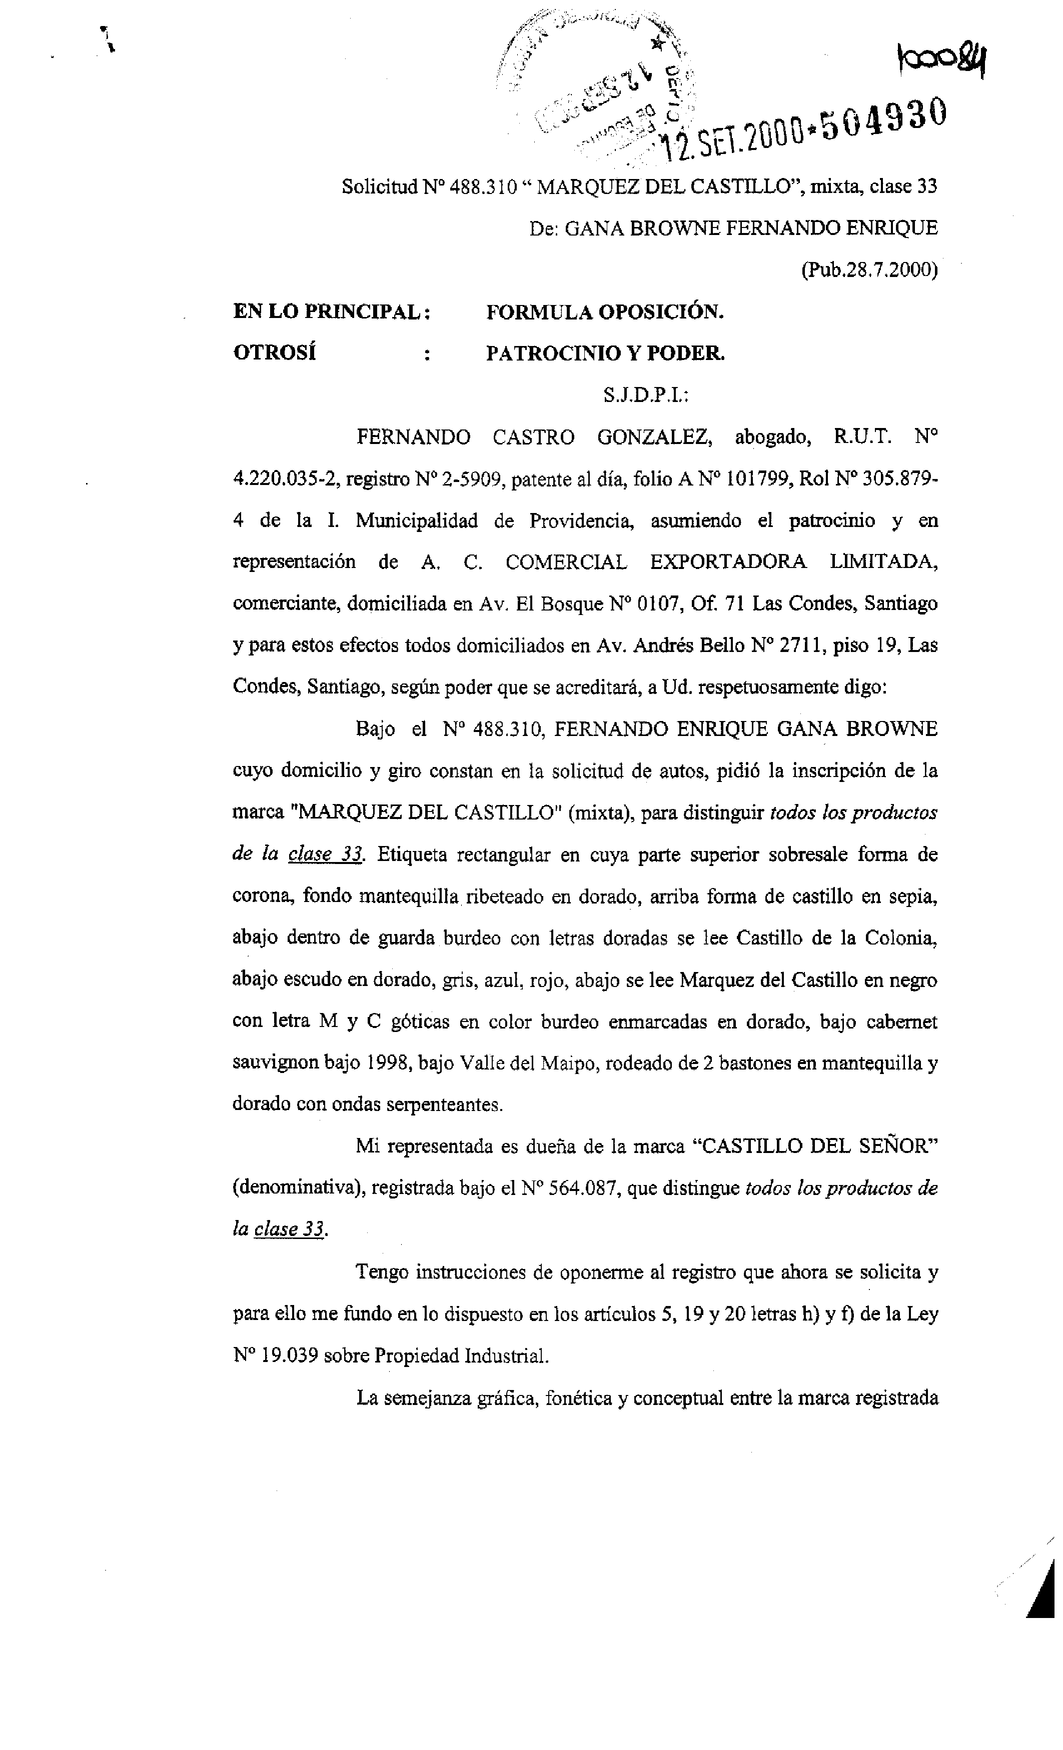 100084
12 SEP 2000
DEPTO.
12.SET.2000*504930
Solicitud Nº 488.310 “ MARQUEZ DEL CASTILLO”, mixta, clase 33
De: GANA BROWNE FERNANDO ENRIQUE
(Pub.28.7.2000)
EN LO PRINCIPAL : FORMULA OPOSICIÓN.
OTROSÍ : PATROCINIO Y PODER.
S.J.D.P.I.:
FERNANDO CASTRO GONZALEZ, abogado, R.U.T. Nº
4.220.035-2, registro Nº 2-5909, patente al día, folio A Nº 101799, Rol Nº 305.879-
4 de la I. Municipalidad de Providencia, asumiendo el patrocinio y en
representación de A. C. COMERCIAL EXPORTADORA LIMITADA,
comerciante, domiciliada en Av. El Bosque Nº 0107, Of. 71 Las Condes, Santiago
y para estos efectos todos domiciliados en Av. Andrés Bello Nº 2711, piso 19, Las
Condes, Santiago, según poder que se acreditará, a Ud. respetuosamente digo:
Bajo el Nº 488.310, FERNANDO ENRIQUE GANA BROWNE
cuyo domicilio y giro constan en la solicitud de autos, pidió la inscripción de la
marca "MARQUEZ DEL CASTILLO" (mixta), para distinguir todos los productos
de la clase 33. Etiqueta rectangular en cuya parte superior sobresale forma de
corona, fondo mantequilla ribeteado en dorado, arriba forma de castillo en sepia,
abajo dentro de guarda burdeo con letras doradas se lee Castillo de la Colonia,
abajo escudo en dorado, gris, azul, rojo, abajo se lee Marquez del Castillo en negro
con letra M y C góticas en color burdeo enmarcadas en dorado, bajo cabernet
sauvignon bajo 1998, bajo Valle del Maipo, rodeado de 2 bastones en mantequilla y
dorado con ondas serpenteantes.
Mi representada es dueña de la marca “CASTILLO DEL SEÑOR”
(denominativa), registrada bajo el Nº 564.087, que distingue todos los productos de
la clase 33.
Tengo instrucciones de oponerme al registro que ahora se solicita y
para ello me fundo en lo dispuesto en los artículos 5, 19 y 20 letras h) y f) de la Ley
Nº 19.039 sobre Propiedad Industrial.
La semejanza gráfica, fonética y conceptual entre la marca registrada